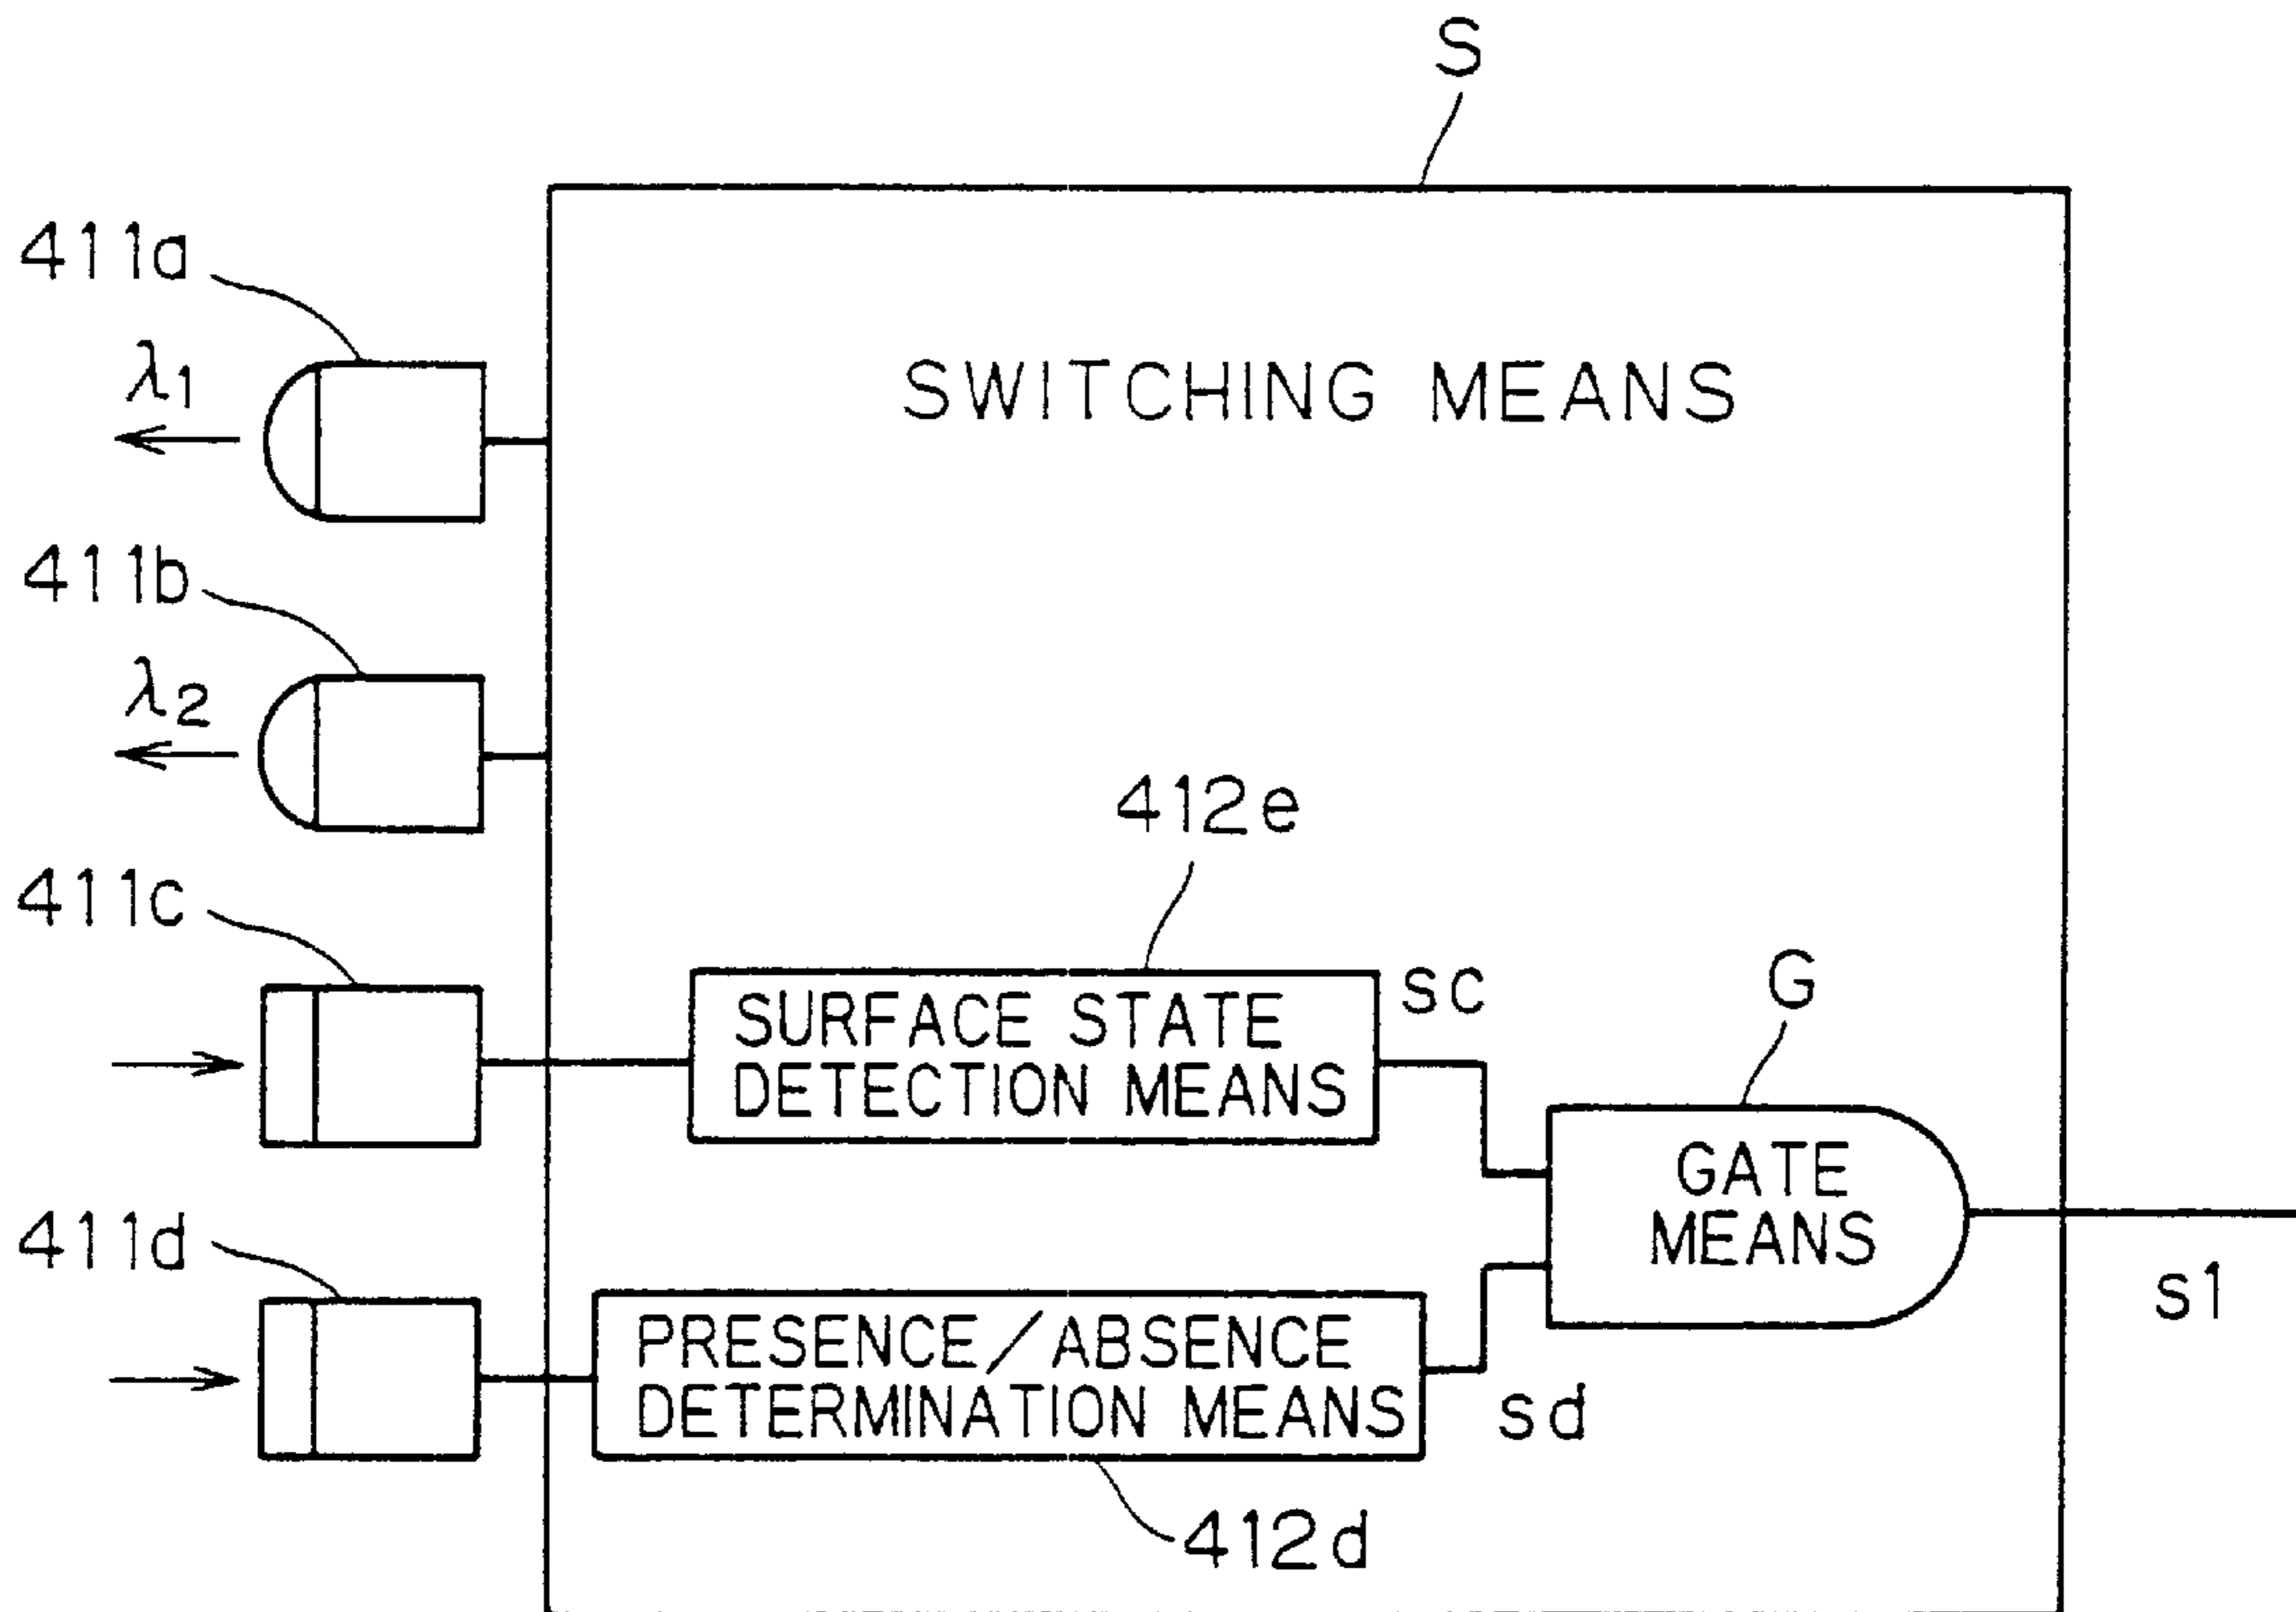 S
411a
λ1
SWITCHING MEANS
411b
λ2
412e
411c
sc
G
SURFACE STATE
DETECTION MEANS
GATE
MEANS
411d
s1
PRESENCE/ABSENCE
DETERMINATION MEANS
sd
412d